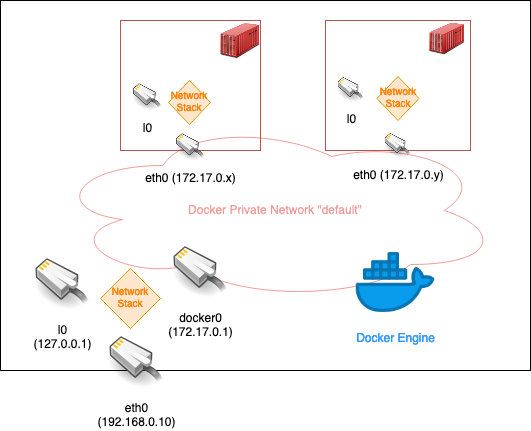 Network
Stack
l0
eth0 (172.17.0.x)
Network
Stack
l0
eth0 (172.17.0.y)
Docker Private Network "default"
Network
Stack
l0
(127.0.0.1)
docker0
(172.17.0.1)
Docker Engine
eth0
(192.168.0.10)